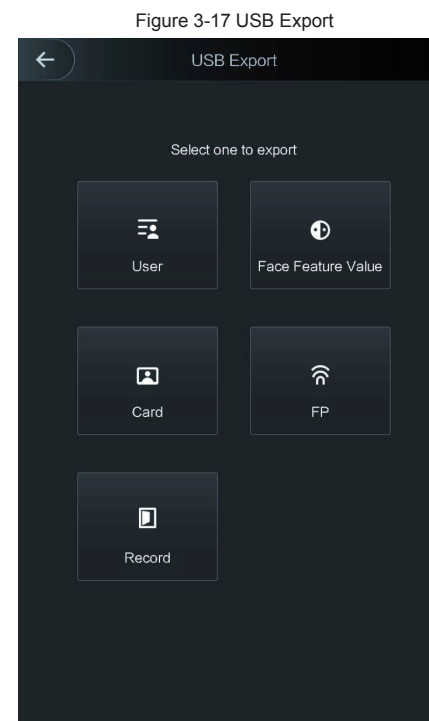 Figure 3-17 USB Export
USB Export
Select one to export
User
Face Feature Value
Card
FP
Record